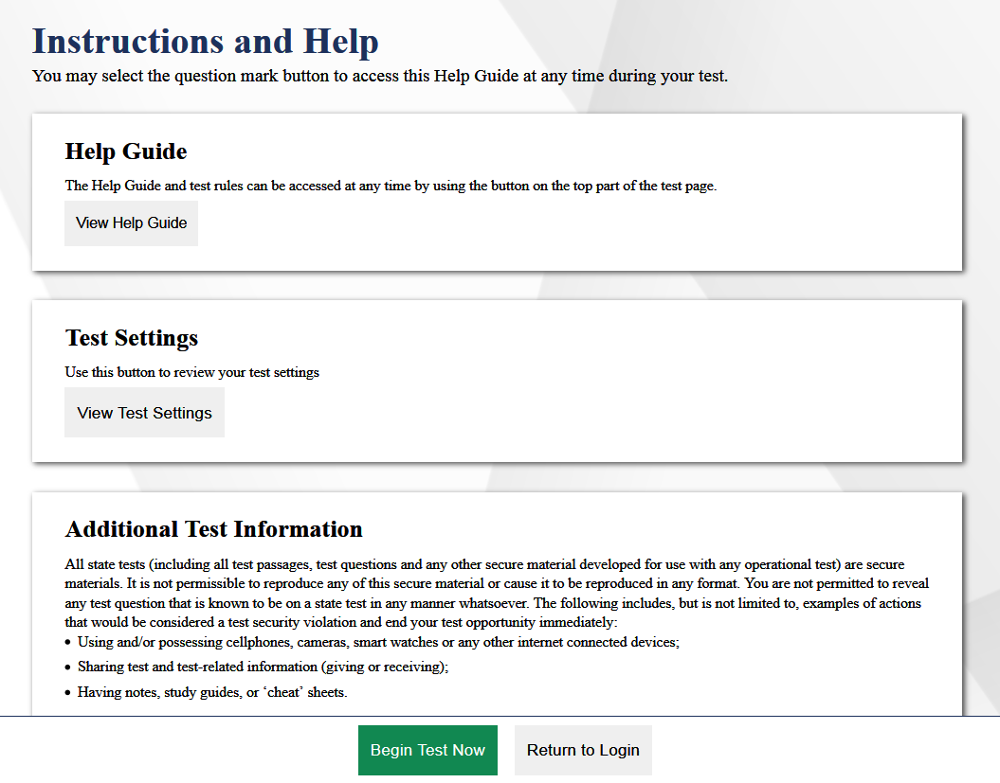 Instructions and Help
You may select the question mark button to access this Help Guide at any time during your test.
Help Guide
The Help Guide and test rules can be accessed at any time by using the button on the top part of the test page.
View Help Guide
Test Settings
Use this button to review your test settings
View Test Settings
Additional Test Information
All state tests (including all test passages, test questions and any other secure material developed for use with any operational test) are secure
materials. It is not permissible to reproduce any of this secure material or cause it to be reproduced in any format. You are not permitted to reveal
any test question that is known to be on a state test in any manner whatsoever. The following includes, but is not limited to, examples of actions
that would be considered a test security violation and end your test opportunity immediately:
• Using and/or possessing cellphones, cameras, smart watches or any other internet connected devices;
• Sharing test and test-related information (giving or receiving);
• Having notes, study guides, or ‘cheat’ sheets.
Begin Test Now
Return to Login